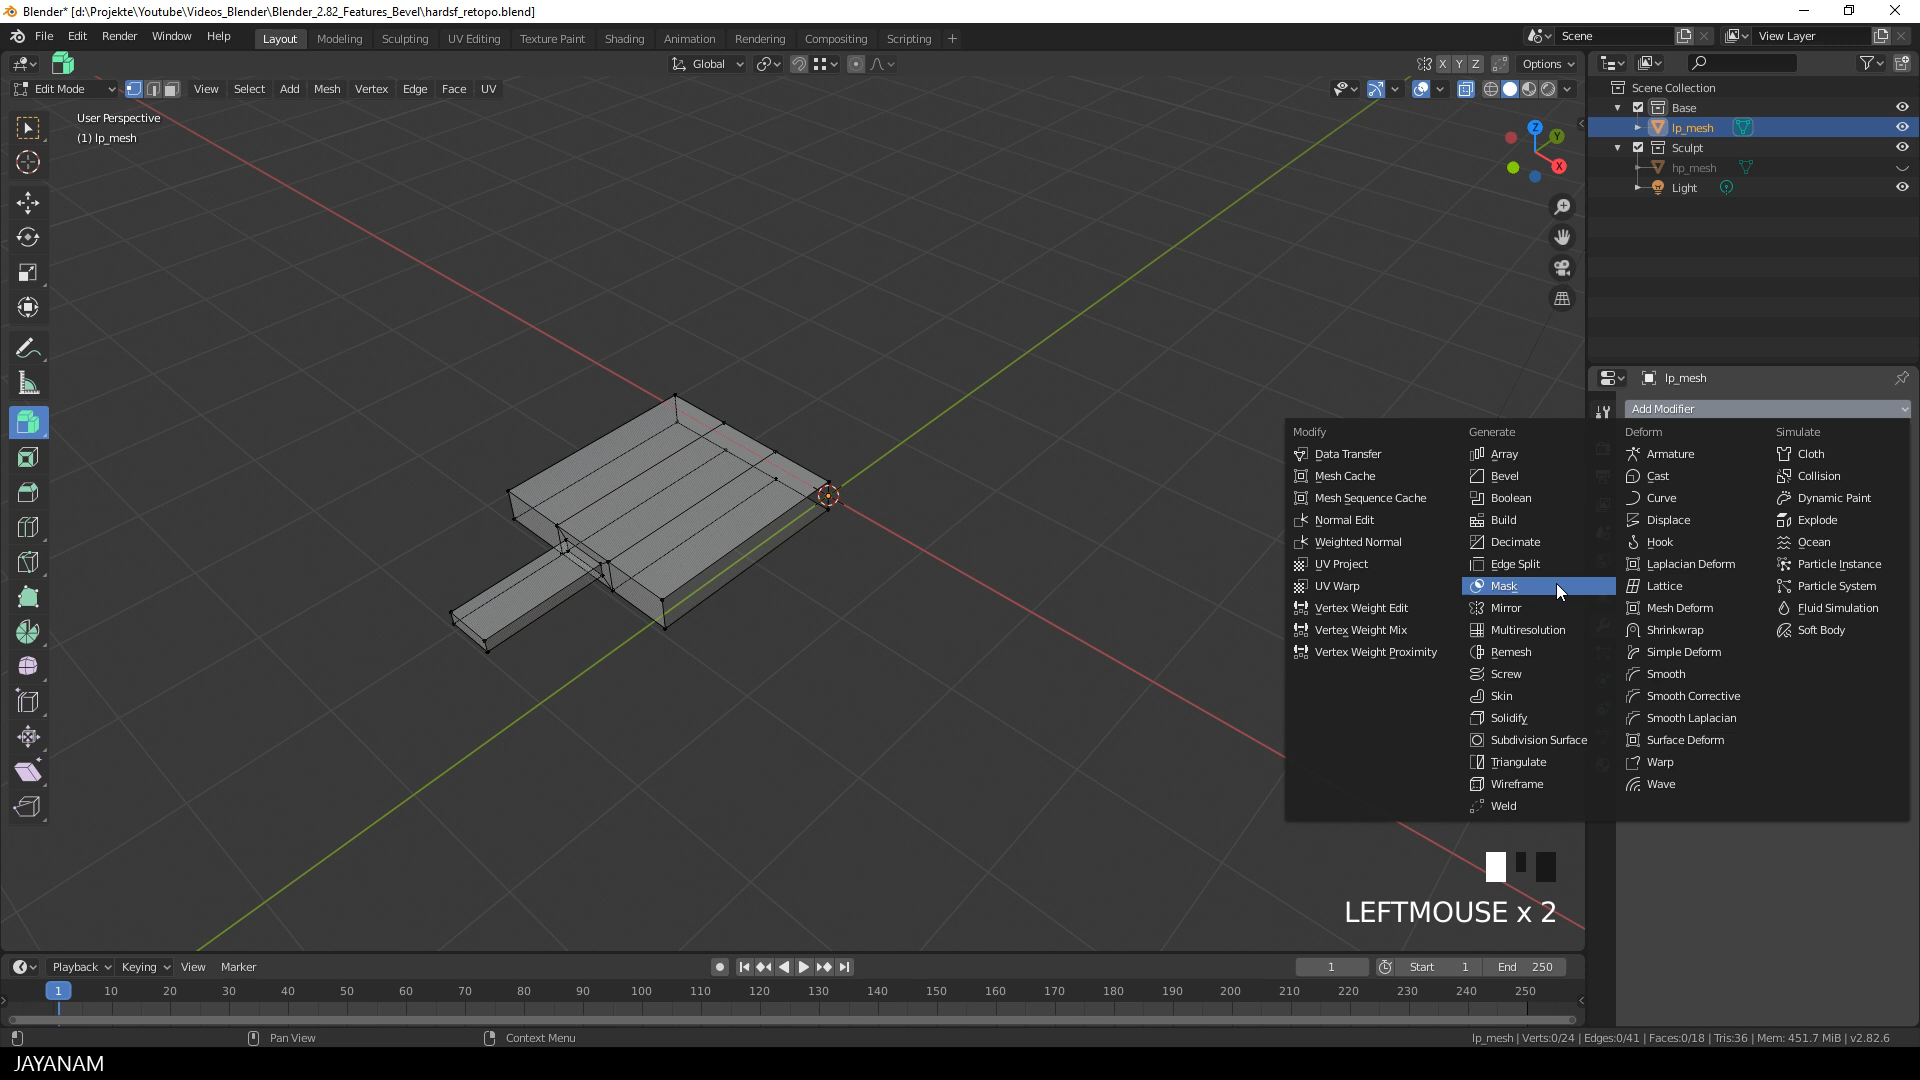 Blender* [d:\Projekte\Youtube\Videos_Blender\Blender_2.82_Features_Bevel\hardsf_retopo.blend]
File Edit Render Window Help Layout Modeling Sculpting UV Editing Texture Paint Shading Animation Rendering Compositing Scripting + Scene View Layer
Global X Y Z Options
Edit Mode View Select Add Mesh Vertex Edge Face UV
User Perspective
(1) lp_mesh
Z
Y
X
Scene Collection
Base
lp_mesh
Sculpt
hp_mesh
Light
lp_mesh
Add Modifier
Modify
Data Transfer
Mesh Cache
Mesh Sequence Cache
Normal Edit
Weighted Normal
UV Project
UV Warp
Vertex Weight Edit
Vertex Weight Mix
Vertex Weight Proximity
Generate
Array
Bevel
Boolean
Build
Decimate
Edge Split
Mask
Mirror
Multiresolution
Remesh
Screw
Skin
Solidify
Subdivision Surface
Triangulate
Wireframe
Weld
Deform
Armature
Cast
Curve
Displace
Hook
Laplacian Deform
Lattice
Mesh Deform
Shrinkwrap
Simple Deform
Smooth
Smooth Corrective
Smooth Laplacian
Surface Deform
Warp
Wave
Simulate
Cloth
Collision
Dynamic Paint
Explode
Ocean
Particle Instance
Particle System
Fluid Simulation
Soft Body
LEFTMOUSE x 2
Playback Keying View Marker 1 Start 1 End 250
1 10 20 30 40 50 60 70 80 90 100 110 120 130 140 150 160 170 180 190 200 210 220 230 240 250
Pan View Context Menu lp_mesh | Verts:0/24 | Edges:0/41 | Faces:0/18 | Tris:36 | Mem: 451.7 MiB | v2.82.6
JAYANAM